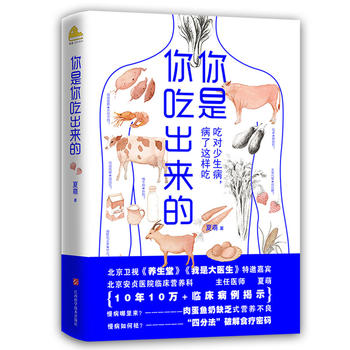 你是
你吃出来的
吃对少生病，
病了这样吃
夏萌 著
你是你吃出来的
夏萌 著
北京卫视《养生堂》《我是大医生》特邀嘉宾
北京安贞医院临床营养科 主任医师 夏萌
{10年10万+临床病例揭示}
慢病哪里来？————肉蛋鱼奶缺乏式营养不良
慢病如何祛？————“四分法”破解食疗密码